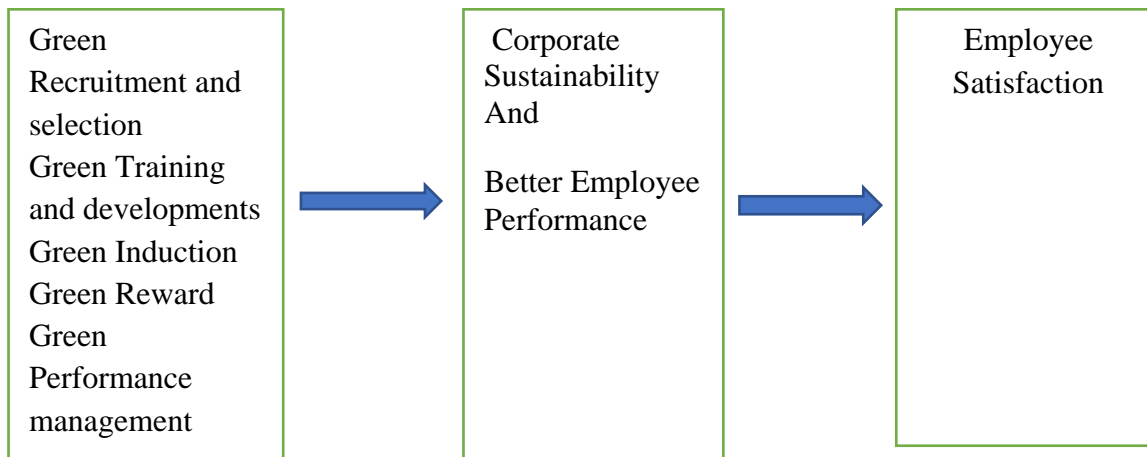 Green
Recruitment and
selection
Green Training
and developments
Green Induction
Green Reward
Green
Performance
management
Corporate
Sustainability
And
Better Employee
Performance
Employee
Satisfaction